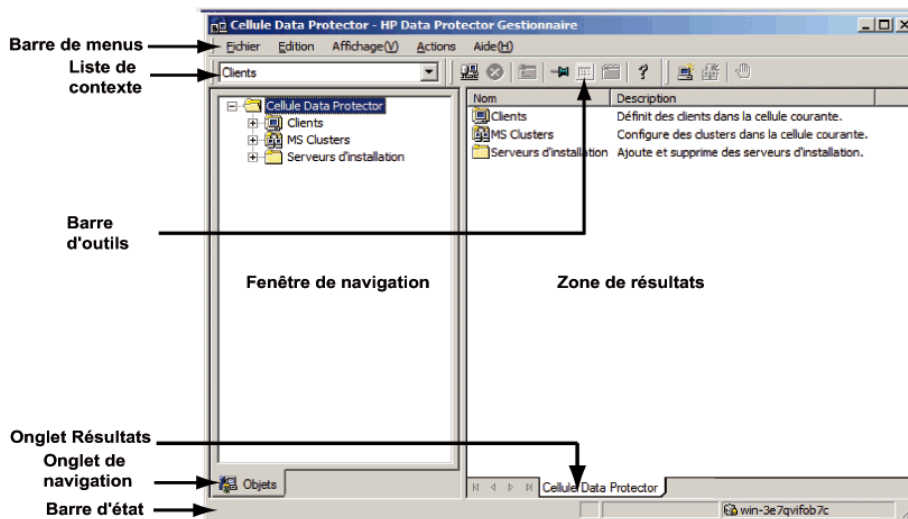 Cellule Data Protector - HP Data Protector Gestionnaire
Barre de menus
Fichier Edition Affichage(V) Actions Aide(H)
Liste de
contexte
Clients
Nom Description
Cellule Data Protector
Clients
MS Clusters
Serveurs d'installation
Clients Définit des clients dans la cellule courante.
MS Clusters Configure des clusters dans la cellule courante.
Serveurs d'installation Ajoute et supprime des serveurs d'installation.
Barre
d'outils
Fenêtre de navigation
Zone de résultats
Onglet Résultats
Onglet de
navigation
Objets
Cellule Data Protector
Barre d'état
win-3e7qvifob7c